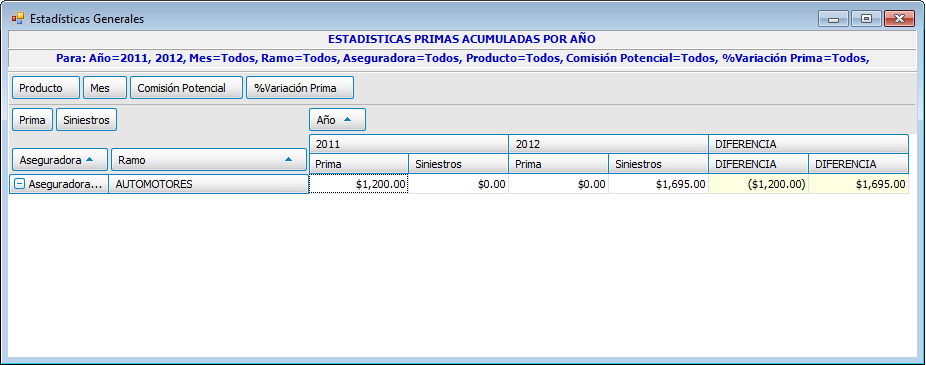 Estadísticas Generales
ESTADISTICAS PRIMAS ACUMULADAS POR AÑO
Para: Año=2011, 2012, Mes=Todos, Ramo=Todos, Aseguradora=Todos, Producto=Todos, Comisión Potencial=Todos, %Variación Prima=Todos,
Producto Mes Comisión Potencial %Variación Prima
Prima Siniestros Año
2011 2012 DIFERENCIA
Aseguradora Ramo Prima Siniestros Prima Siniestros DIFERENCIA DIFERENCIA
Aseguradora... AUTOMOTORES $1,200.00 $0.00 $0.00 $1,695.00 ($1,200.00) $1,695.00